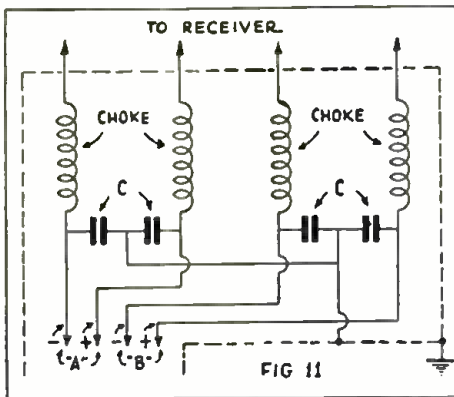 TO RECEIVER
CHOKE CHOKE
C C
- + - +
"A" "B"
FIG 11